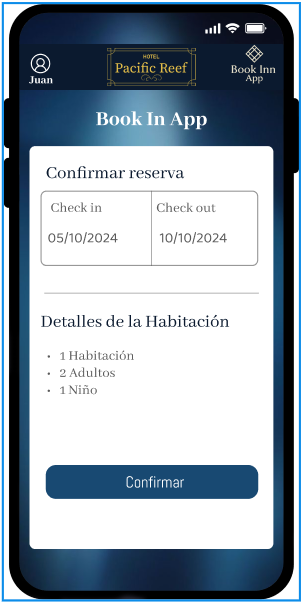 Juan
HOTEL
Pacific Reef
Book Inn
App
Book In App
Confirmar reserva
Check in
Check out
05/10/2024
10/10/2024
Detalles de la Habitación
• 1 Habitación
• 2 Adultos
• 1 Niño
Confirmar